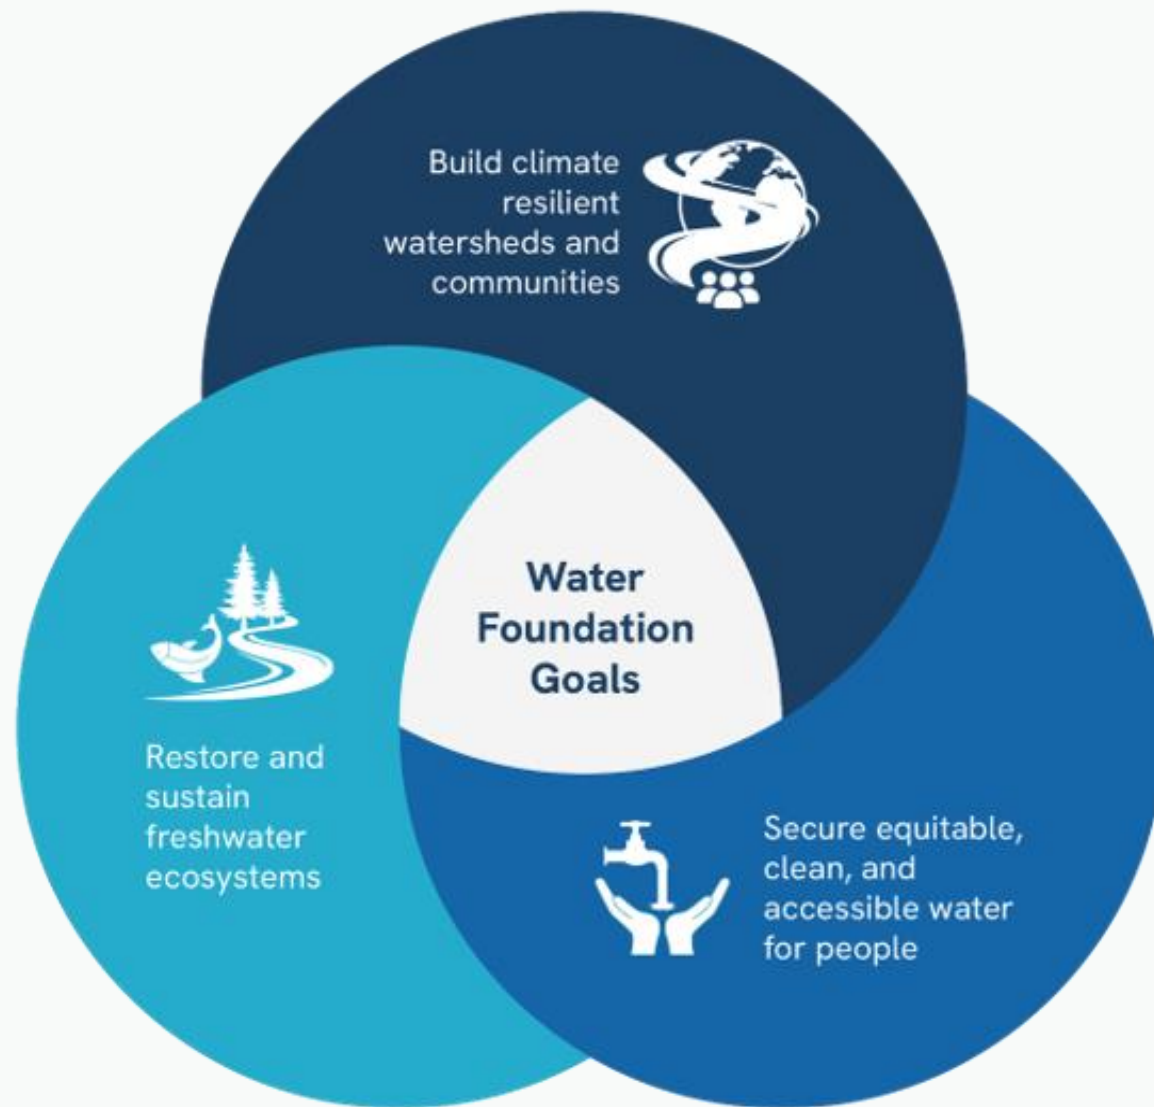 Build climate
resilient
watersheds and
communities
Water
Foundation
Goals
Restore and
sustain
freshwater
ecosystems
Secure equitable,
clean, and
accessible water
for people